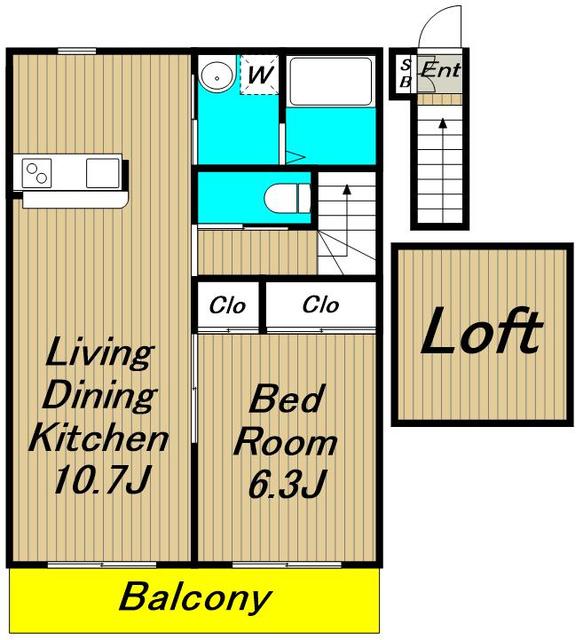 W
S
B
Ent
Clo
Clo
Loft
Living
Dining
Kitchen
10.7J
Bed
Room
6.3J
Balcony